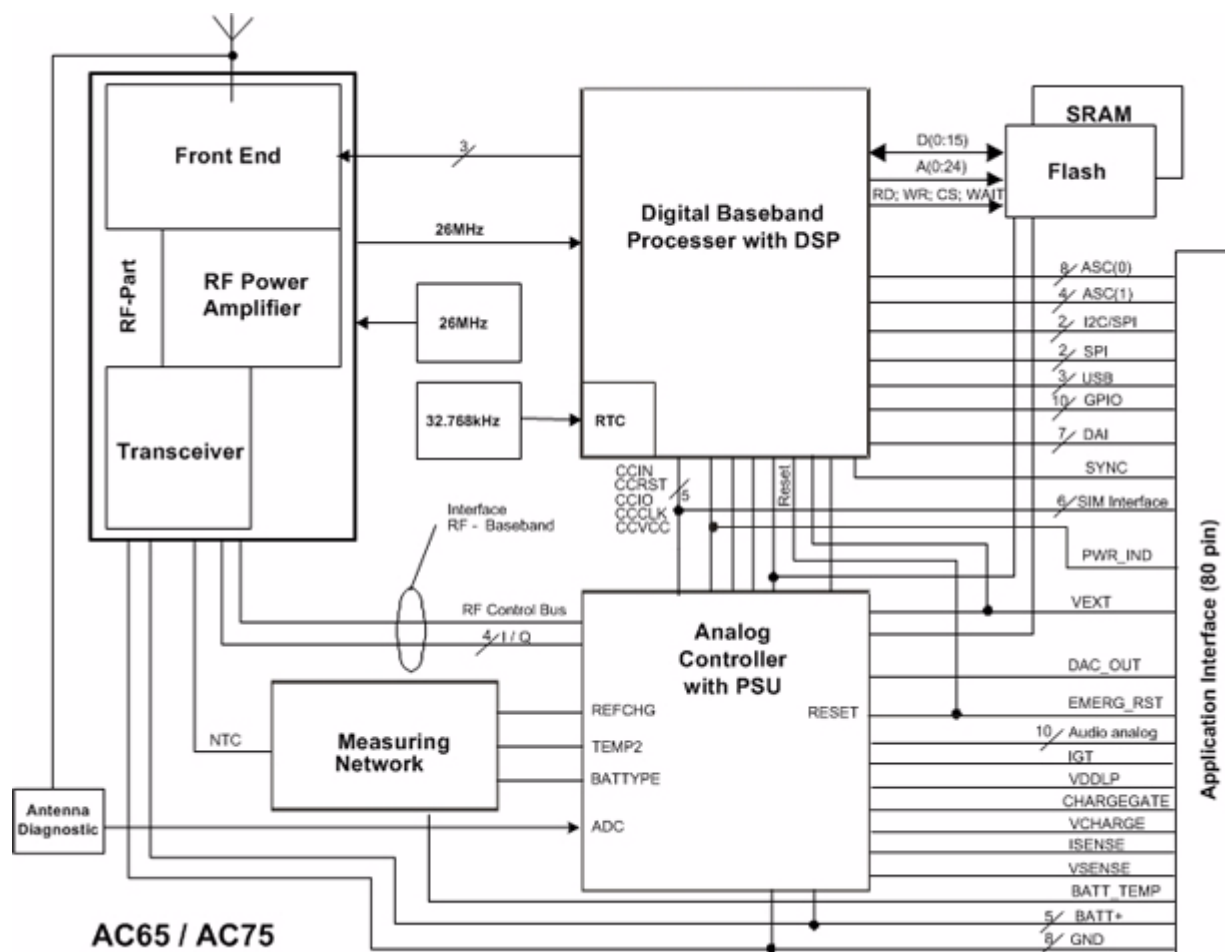 Front End
RF-Part
RF Power
Amplifier
Transceiver
3
26MHz
26MHz
32.768kHz
Digital Baseband
Processer with DSP
RTC
SRAM
Flash
D(0:15)
A(0:24)
RD; WR; CS; WAIT
8 ASC(0)
4 ASC(1)
2 I2C/SPI
2 SPI
3 USB
10 GPIO
7 DAI
SYNC
6 SIM Interface
PWR_IND
VEXT
DAC_OUT
EMERG_RST
10 Audio analog
IGT
VDDLP
CHARGEGATE
VCHARGE
ISENSE
VSENSE
BATT_TEMP
5 BATT+
8 GND
Application Interface (80 pin)
CCIN
CCRST
CCIO
CCCLK
CCVCC
5
Reset
Interface
RF - Baseband
RF Control Bus
4 I / Q
Analog
Controller
with PSU
REFCHG
TEMP2
BATTYPE
ADC
RESET
Measuring
Network
NTC
Antenna
Diagnostic
AC65 / AC75